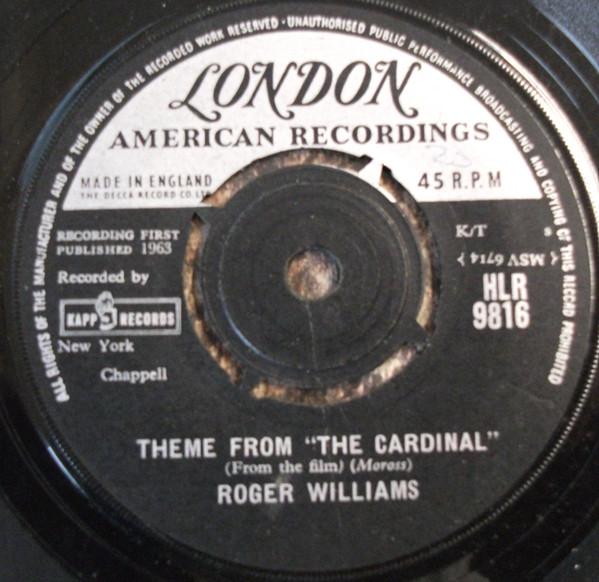 ALL RIGHTS OF THE MANUFACTURER AND OF THE OWNER OF THE RECORDED WORK RESERVED · UNAUTHORISED PUBLIC PERFORMANCE BROADCASTING AND COPYING OF THIS RECORD PROHIBITED
LONDON
AMERICAN RECORDINGS
MADE IN ENGLAND
THE DECCA RECORD CO. LTD
45 R.P.M
RECORDING FIRST
PUBLISHED 1963
K/T
s
Recorded by
MSV 6714
KAPP RECORDS
HLR
9816
New York
Chappell
THEME FROM "THE CARDINAL"
(From the film) (Moross)
ROGER WILLIAMS